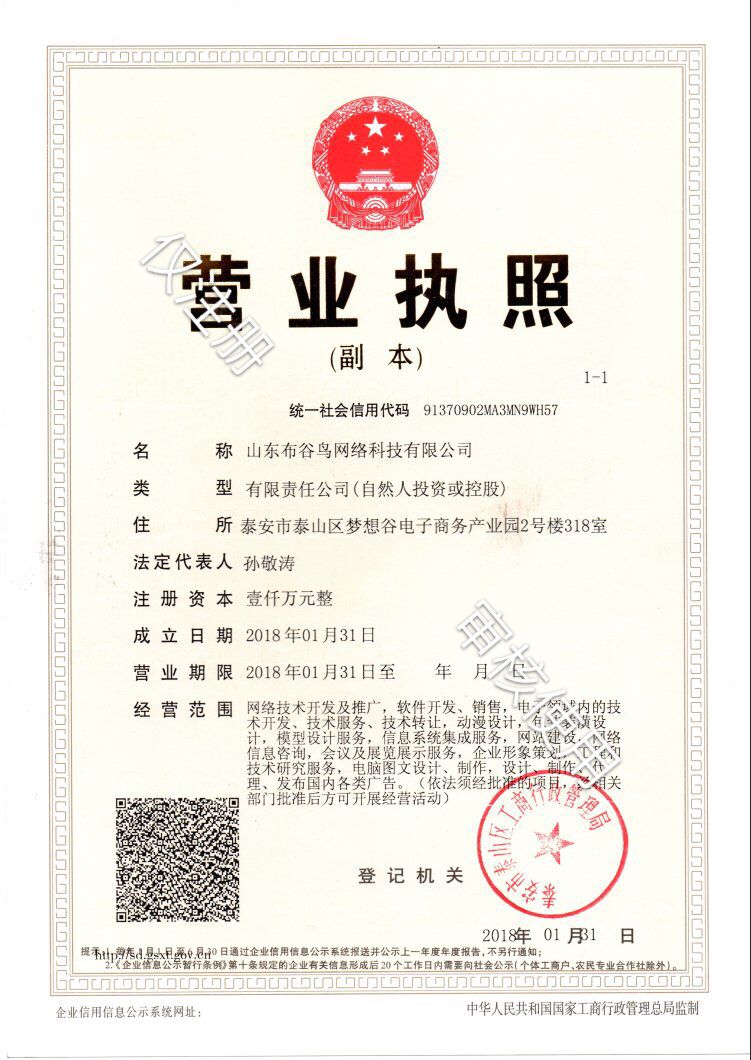 营业执照
(副 本)
1-1
统一社会信用代码 91370902MA3MN9WH57
名 称 山东布谷鸟网络科技有限公司
类 型 有限责任公司(自然人投资或控股)
住 所 泰安市泰山区梦想谷电子商务产业园2号楼318室
法定代表人 孙敬涛
注册资本 壹仟万元整
成立日期 2018年01月31日
营业期限 2018年01月31日至 年 月 日
经营范围 网络技术开发及推广，软件开发、销售，电子领域内的技
术开发、技术服务、技术转让，动漫设计，设
计，模型设计服务，信息系统集成服务，网站建设，网络
信息咨询，会议及展览展示服务，企业形象策划，工程和
技术研究服务，电脑图文设计、制作，设计、制作、代
理、发布国内各类广告。（依法须经批准的项目，经相关
部门批准后方可开展经营活动）
仅注册
审核使用
登记机关
泰安市泰山区工商行政管理局
2018年 01月31 日
提示：1.每年1月1日至6月30日通过企业信用信息公示系统报送并公示上一年度年度报告，不另行通知；
http://sd.gsxt.gov.cn
2.《企业信息公示暂行条例》第十条规定的企业有关信息形成后20个工作日内需要向社会公示(个体工商户、农民专业合作社除外)。
企业信用信息公示系统网址：
中华人民共和国国家工商行政管理总局监制